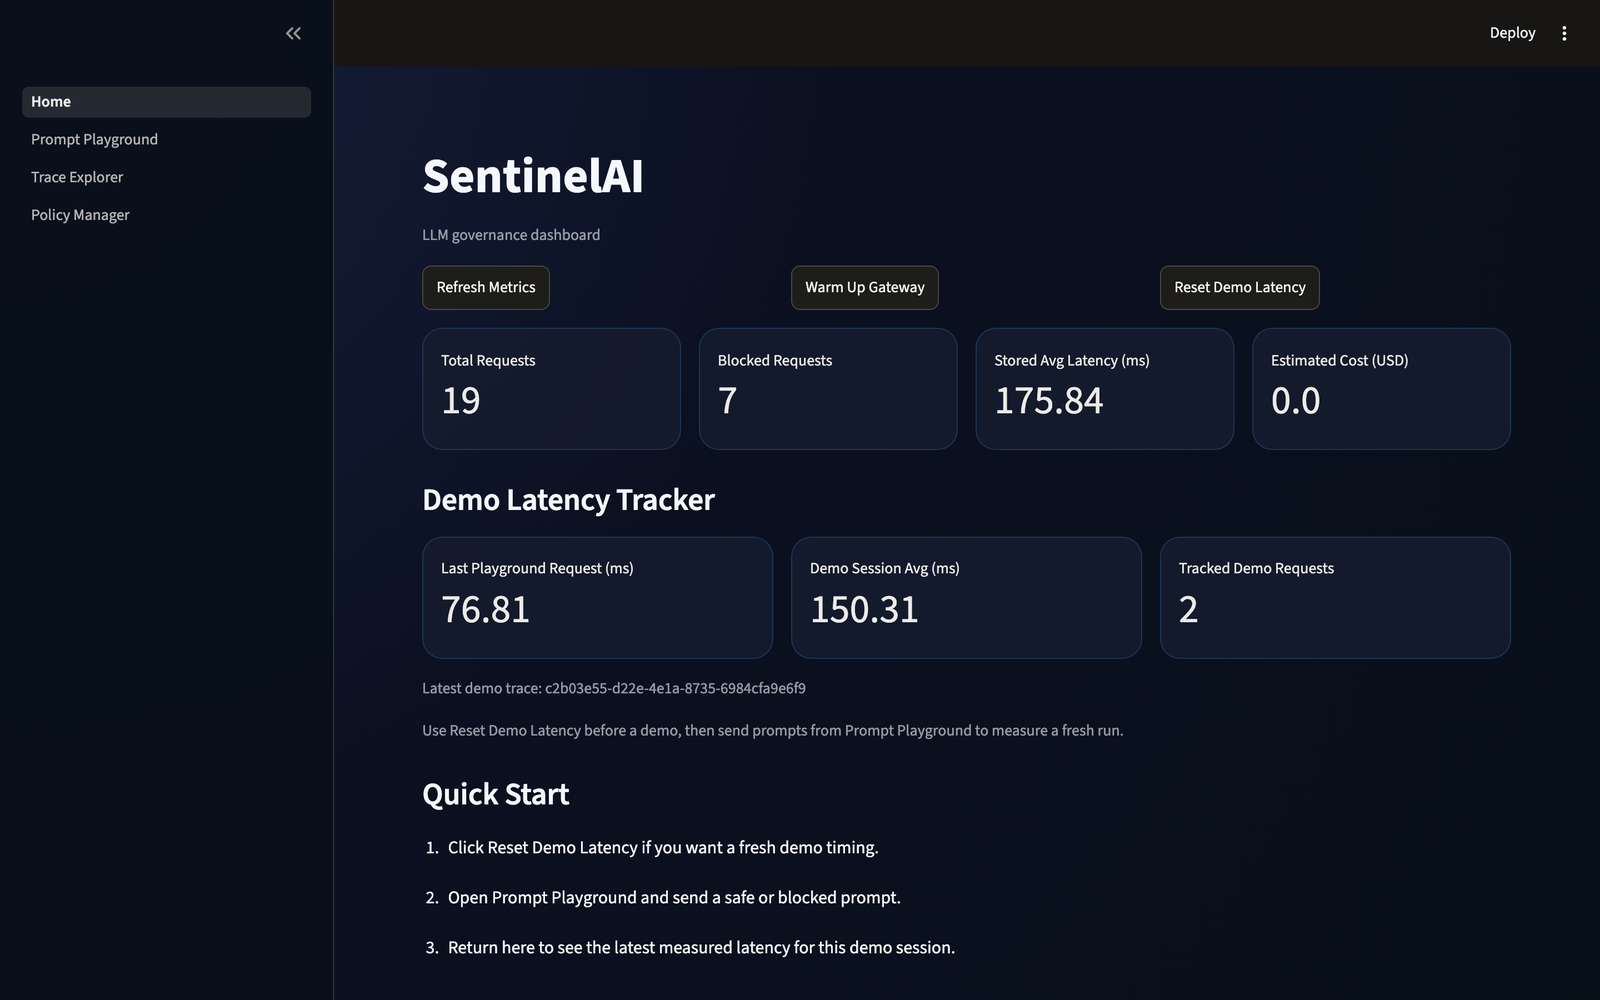 Deploy
Home
Prompt Playground
Trace Explorer
Policy Manager
SentinelAI
LLM governance dashboard
Refresh Metrics
Warm Up Gateway
Reset Demo Latency
Total Requests
19
Blocked Requests
7
Stored Avg Latency (ms)
175.84
Estimated Cost (USD)
0.0
Demo Latency Tracker
Last Playground Request (ms)
76.81
Demo Session Avg (ms)
150.31
Tracked Demo Requests
2
Latest demo trace: c2b03e55-d22e-4e1a-8735-6984cfa9e6f9
Use Reset Demo Latency before a demo, then send prompts from Prompt Playground to measure a fresh run.
Quick Start
1. Click Reset Demo Latency if you want a fresh demo timing.
2. Open Prompt Playground and send a safe or blocked prompt.
3. Return here to see the latest measured latency for this demo session.